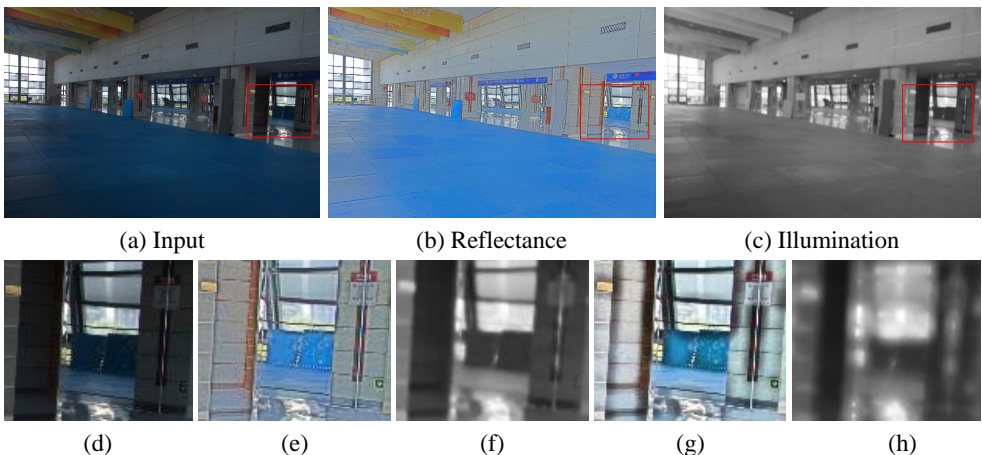 (a) Input
(b) Reflectance
(c) Illumination
(d)
(e)
(f)
(g)
(h)